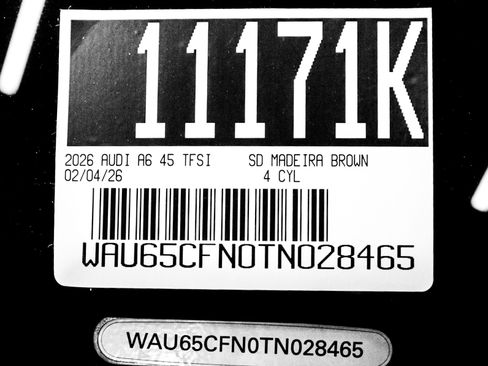 11171K
2026 AUDI A6 45 TFSI SD MADEIRA BROWN
02/04/26 4 CYL
WAU65CFN0TN028465
WAU65CFN0TN028465